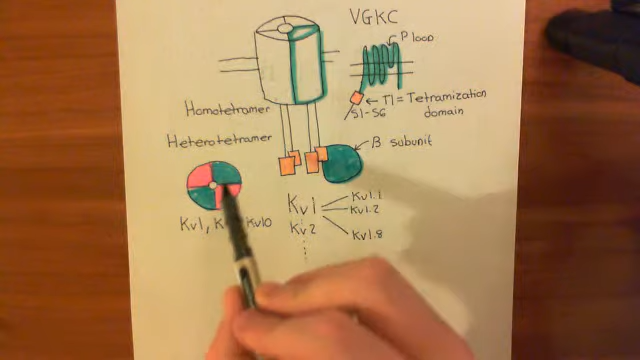 VGKC
P loop
T1 = Tetramization
domain
S1-S6
Homotetramer
Heterotetramer
B subunit
Kv1
Kv1.1
Kv1.2
Kv1.8
Kv2
Kv1, Kv10